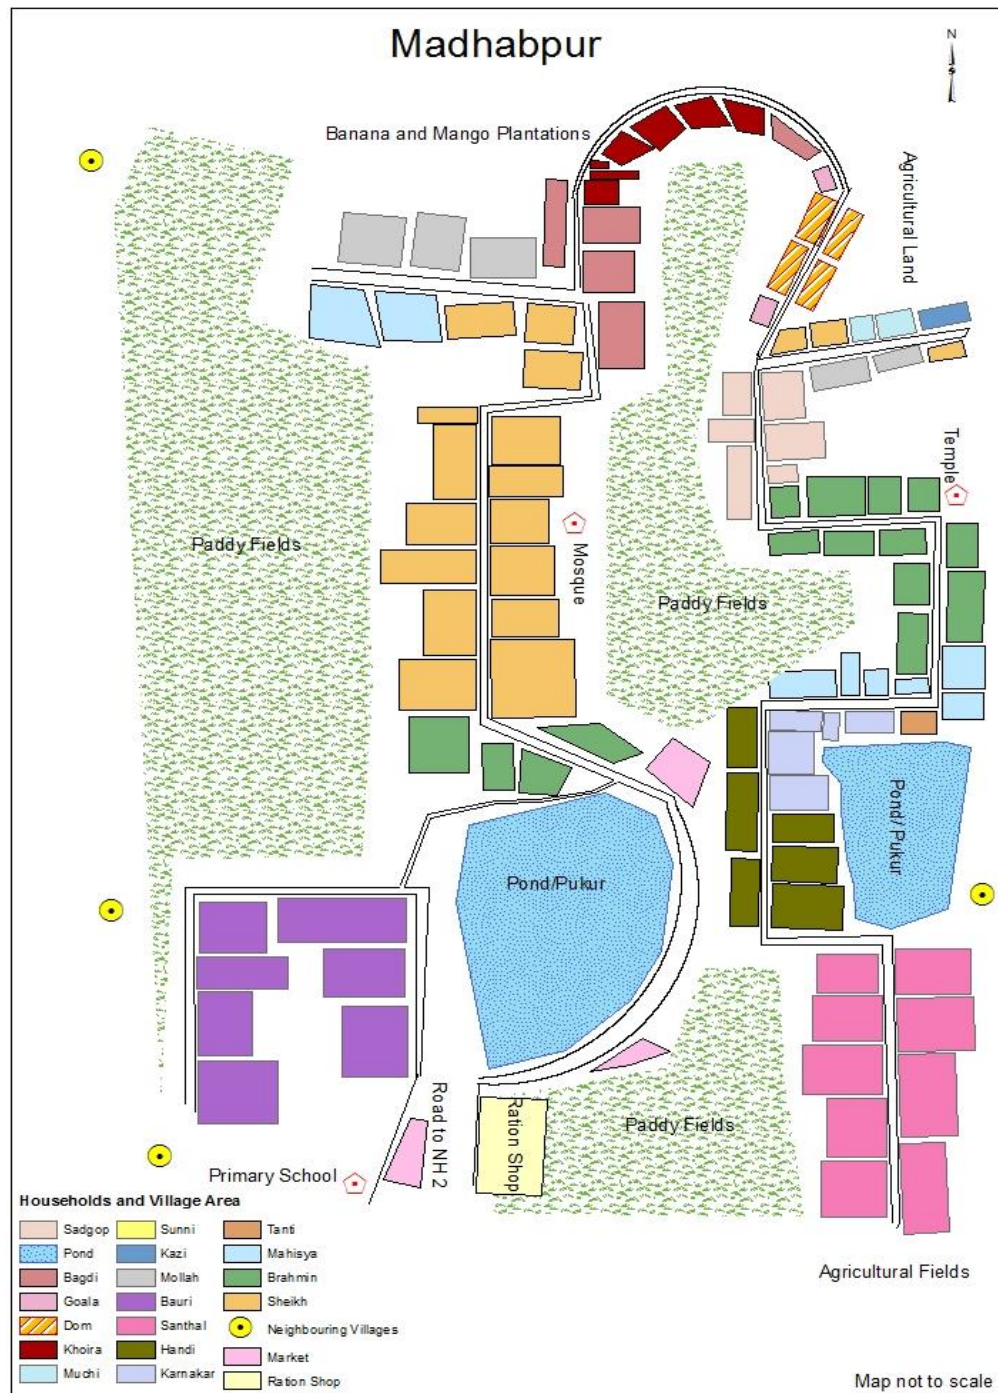 Madhabpur
N
Banana and Mango Plantations
Agricultural Land
Temple
Paddy Fields
Mosque
Paddy Fields
Pond/Pukur
Pond/ Pukur
Road to NH 2
Ration Shop
Paddy Fields
Primary School
Agricultural Fields
Households and Village Area
Sadgop
Sunni
Tanti
Pond
Kazi
Mahisya
Bagdi
Mollah
Brahmin
Goala
Bauri
Sheikh
Dom
Santhal
Neighbouring Villages
Khoira
Handi
Market
Muchi
Karnakar
Ration Shop
Map not to scale